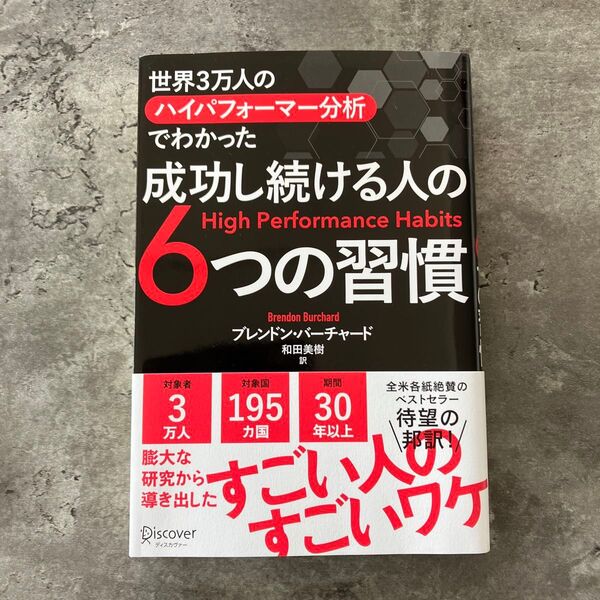 世界3万人の
ハイパフォーマー分析
でわかった
成功し続ける人の
High Performance Habits
6つの習慣
Brendon Burchard
ブレンドン・バーチャード
和田美樹
訳
対象者
3
万人
対象国
195
カ国
期間
30
年以上
全米各紙絶賛の
ベストセラー
待望の
邦訳!
膨大な
研究から
導き出した
すごい人の
すごいワケ
Discover
ディスカヴァー